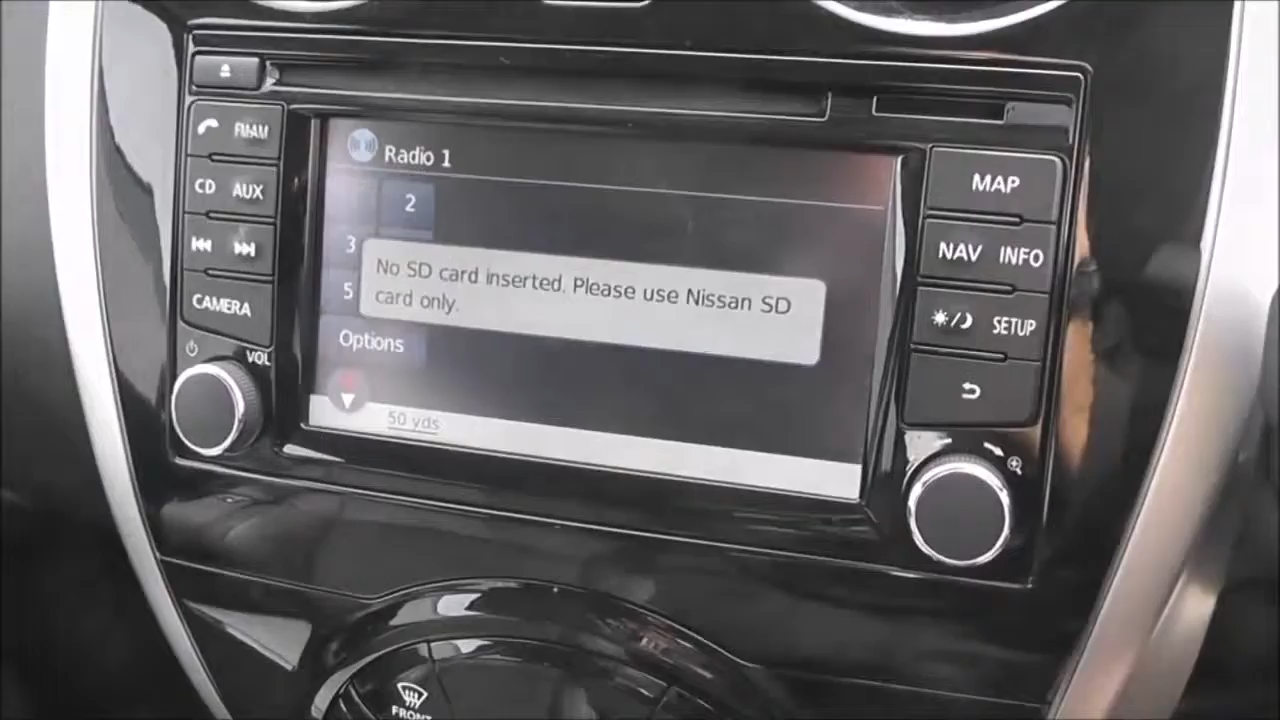 FM·AM
CD AUX
CAMERA
VOL
Radio 1
2
3
5
No SD card inserted. Please use Nissan SD
card only.
Options
50 yds
MAP
NAV INFO
SETUP
FRONT